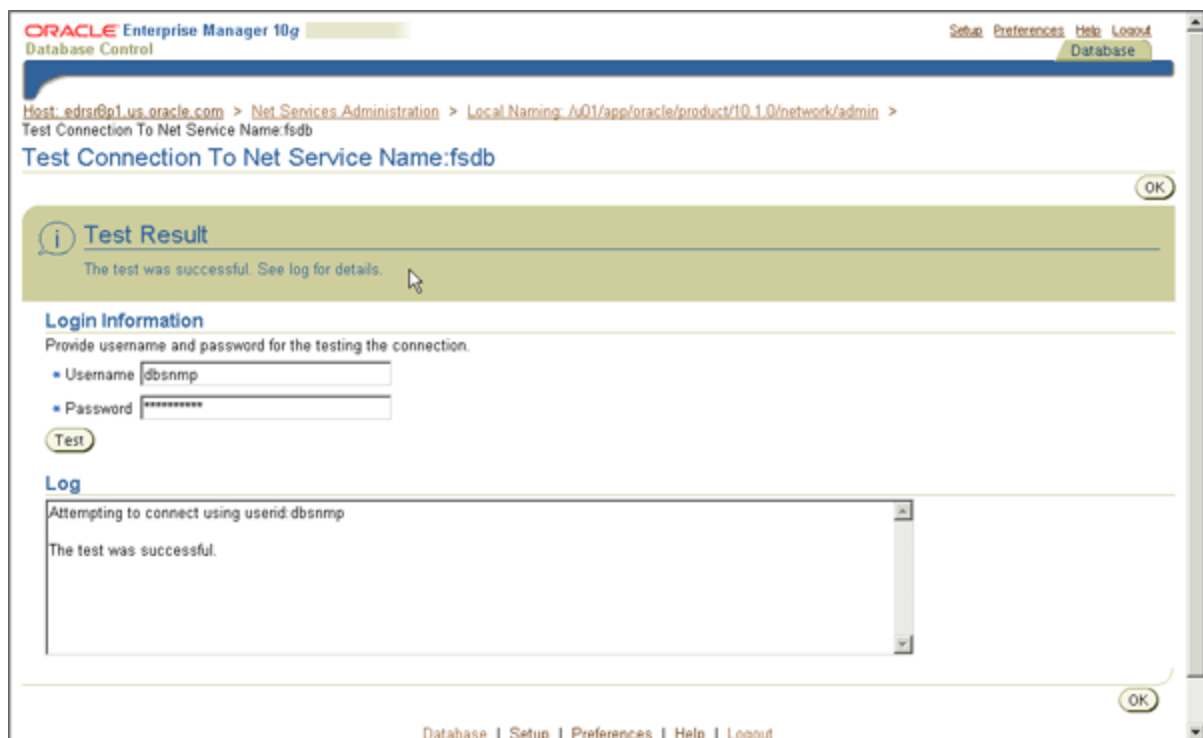 ORACLE Enterprise Manager 10g
Database Control
Setup Preferences Help Logout
Database
Host: edrsr8p1.us.oracle.com > Net Services Administration > Local Naming: /u01/app/oracle/product/10.1.0/network/admin >
Test Connection To Net Service Name:fsdb
Test Connection To Net Service Name:fsdb
OK
i Test Result
The test was successful. See log for details.
Login Information
Provide username and password for the testing the connection.
* Username dbsnmp
* Password **********
Test
Log
Attempting to connect using userid:dbsnmp
The test was successful.
OK
Database | Setup | Preferences | Help | Logout